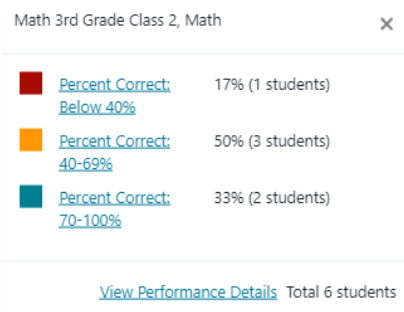 Math 3rd Grade Class 2, Math ×
Percent Correct: 17% (1 students)
Below 40%
Percent Correct: 50% (3 students)
40-69%
Percent Correct: 33% (2 students)
70-100%
View Performance Details Total 6 students